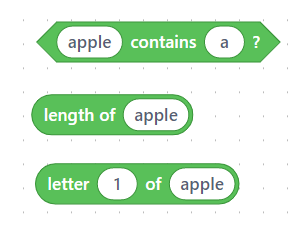 apple contains a ?
length of apple
letter 1 of apple